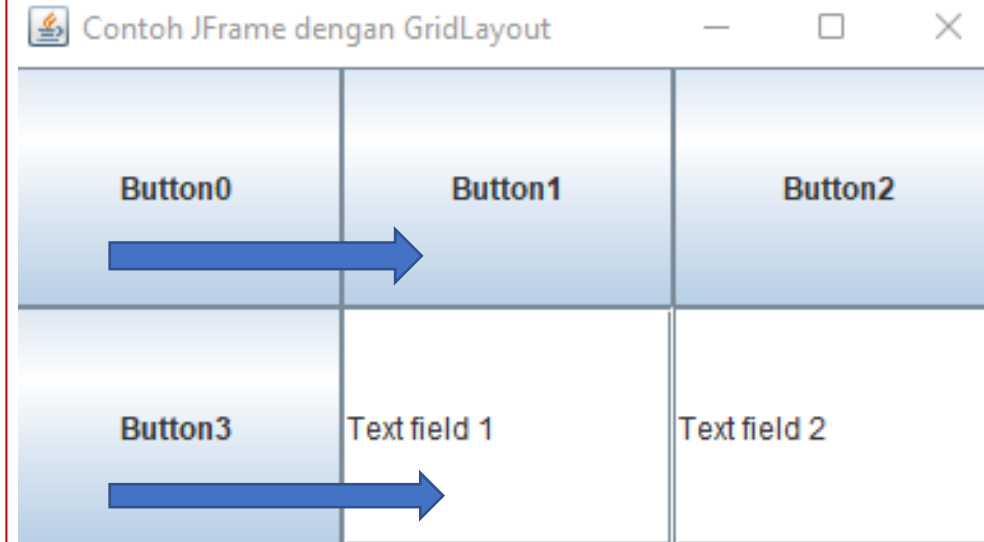 Contoh JFrame dengan GridLayout
Button0 Button1 Button2
Button3 Text field 1 Text field 2